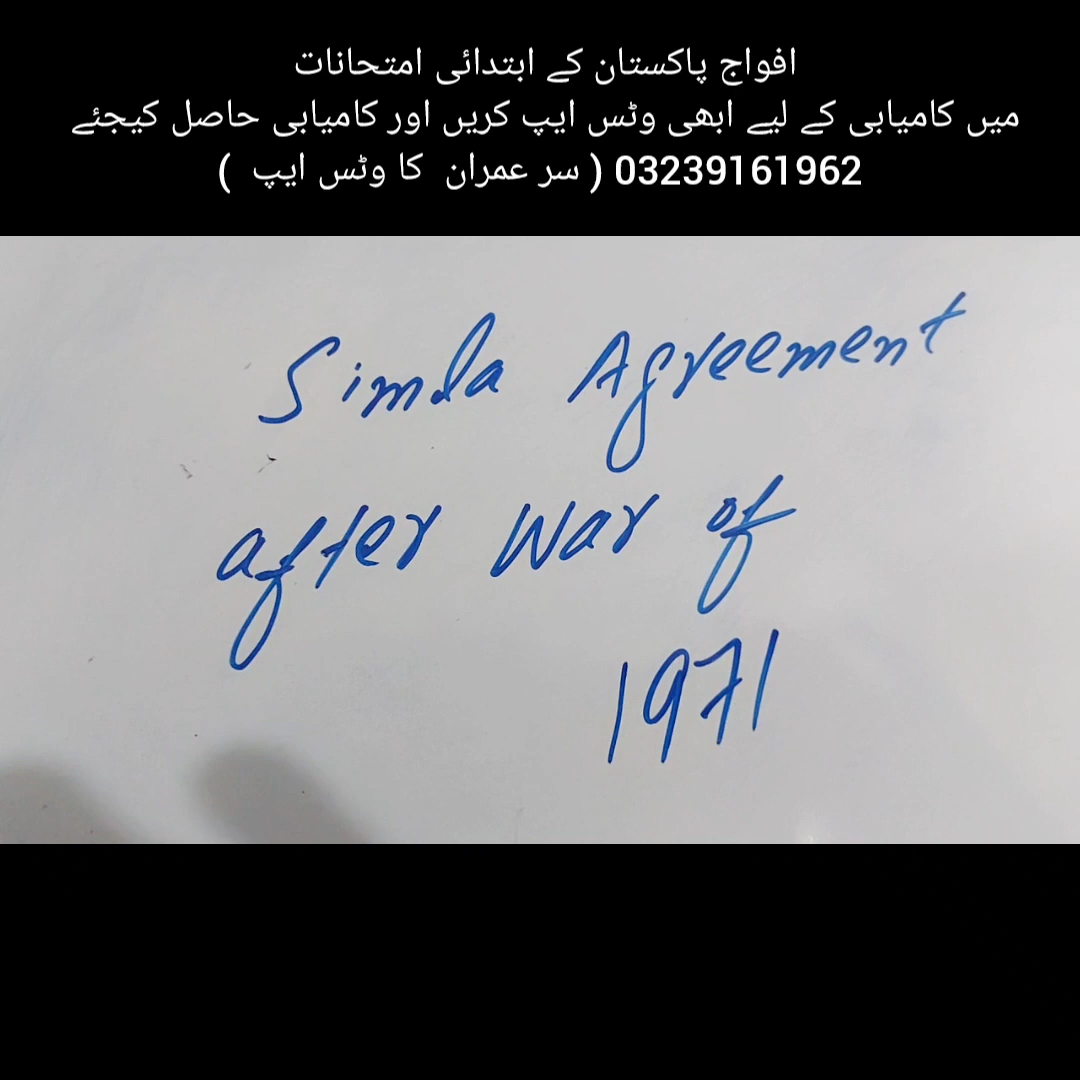 افواج پاکستان کے ابتدائی امتحانات
میں کامیابی کے لیے ابھی وٹس ایپ کریں اور کامیابی حاصل کیجئے
03239161962 ( سر عمران کا وٹس ایپ )
Simla Agreement
after War of
1971